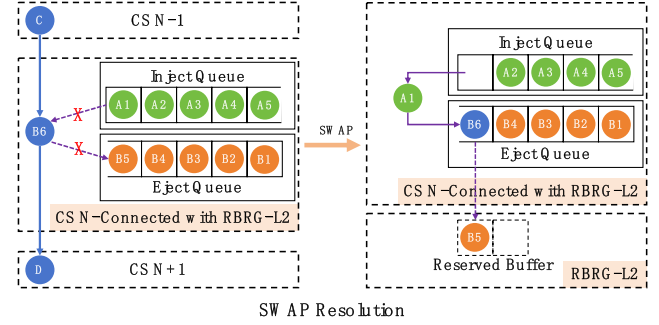 C
CSN-1
InjectQueue
A1 A2 A3 A4 A5
X
B6
X
B5 B4 B3 B2 B1
EjectQueue
CSN-Connected with RBRG-L2
D
CSN+1
SWAP
InjectQueue
A2 A3 A4 A5
A1
B6 B4 B3 B2 B1
EjectQueue
CSN-Connected with RBRG-L2
B5
Reserved Buffer
RBRG-L2
SWAP Resolution